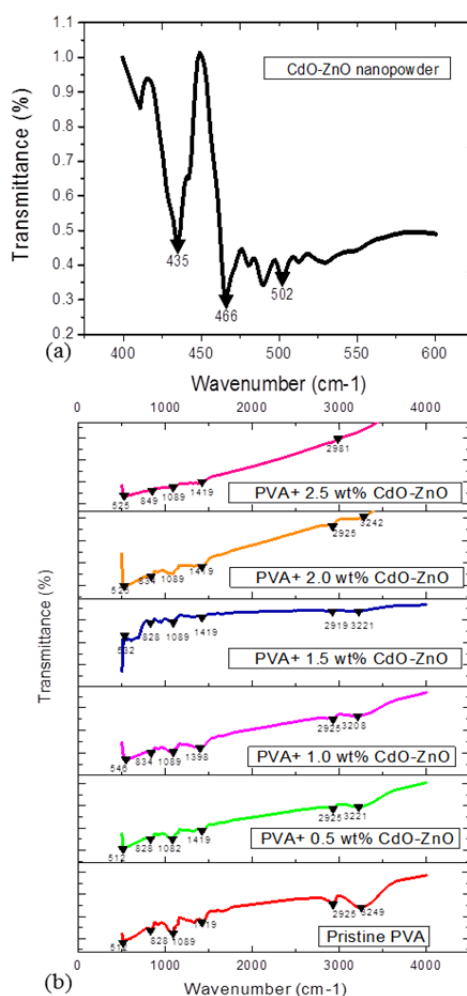 1.1
1.0
0.9
0.8
0.7
0.6
0.5
0.4
0.3
0.2
Transmittance (%)
CdO-ZnO nanopowder
435
466
502
400 450 500 550 600
Wavenumber (cm-1)
(a)
0 1000 2000 3000 4000
Transmittance (%)
2981
525 849 1089 1419
PVA+ 2.5 wt% CdO-ZnO
2925 3242
525 834 1089 1419
PVA+ 2.0 wt% CdO-ZnO
532 828 1089 1419 2919 3221
PVA+ 1.5 wt% CdO-ZnO
546 834 1089 1398 2925 3208
PVA+ 1.0 wt% CdO-ZnO
512 828 1082 1419 2925 3221
PVA+ 0.5 wt% CdO-ZnO
828 1089 2925 3249
Pristine PVA
0 1000 2000 3000 4000
Wavenumber (cm-1)
(b)